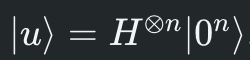 |u⟩ = H^{⊗n}|0^n⟩